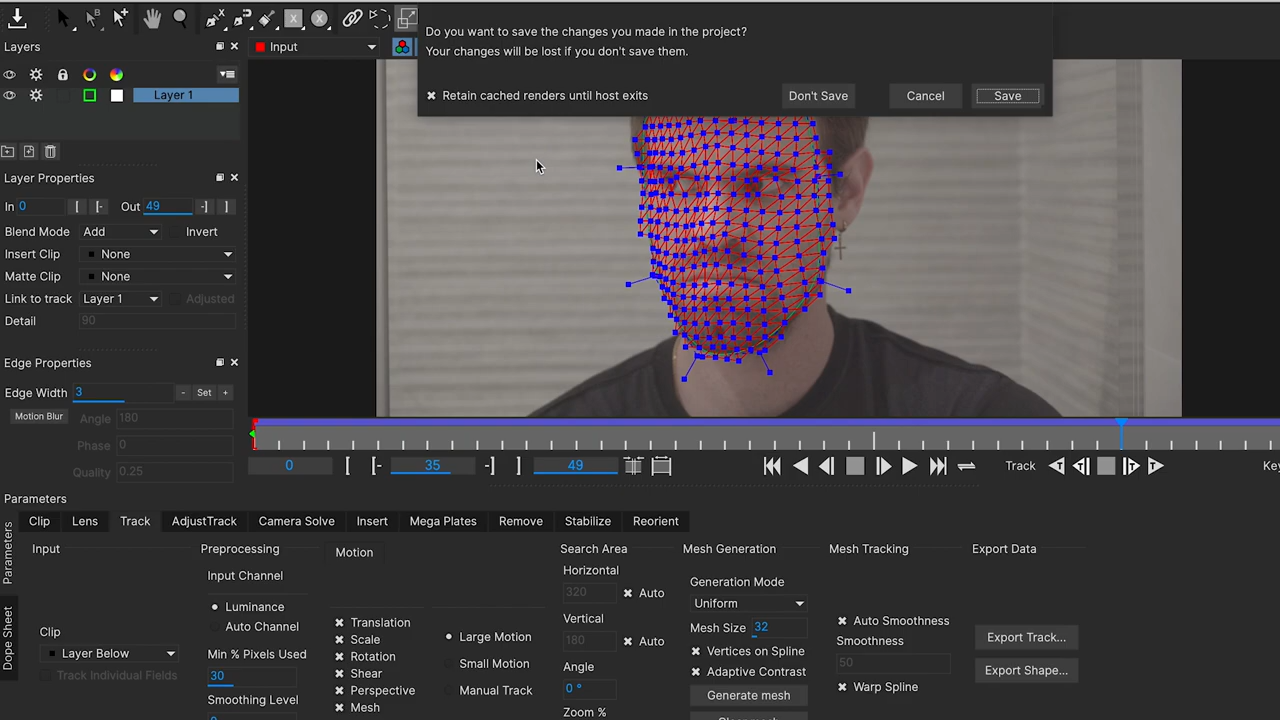 Do you want to save the changes you made in the project?
Your changes will be lost if you don't save them.
Retain cached renders until host exits
Don't Save
Cancel
Save
Layers
Input
Layer 1
Layer Properties
In 0
Out 49
Blend Mode Add Invert
Insert Clip None
Matte Clip None
Link to track Layer 1 Adjusted
Detail 90
Edge Properties
Edge Width 3 - Set +
Motion Blur Angle 180
Phase 0
Quality 0.25
0 35 49 Track
Parameters
Clip Lens Track AdjustTrack Camera Solve Insert Mega Plates Remove Stabilize Reorient
Parameters
Dope Sheet
Input
Clip
Layer Below
Track Individual Fields
Preprocessing
Input Channel
Luminance
Auto Channel
Min % Pixels Used
30
Smoothing Level
Motion
Translation
Scale
Rotation
Shear
Perspective
Mesh
Large Motion
Small Motion
Manual Track
Search Area
Horizontal
320 Auto
Vertical
180 Auto
Angle
0 °
Zoom %
Mesh Generation
Generation Mode
Uniform
Mesh Size 32
Vertices on Spline
Adaptive Contrast
Generate mesh
Mesh Tracking
Auto Smoothness
Smoothness
50
Warp Spline
Export Data
Export Track...
Export Shape...